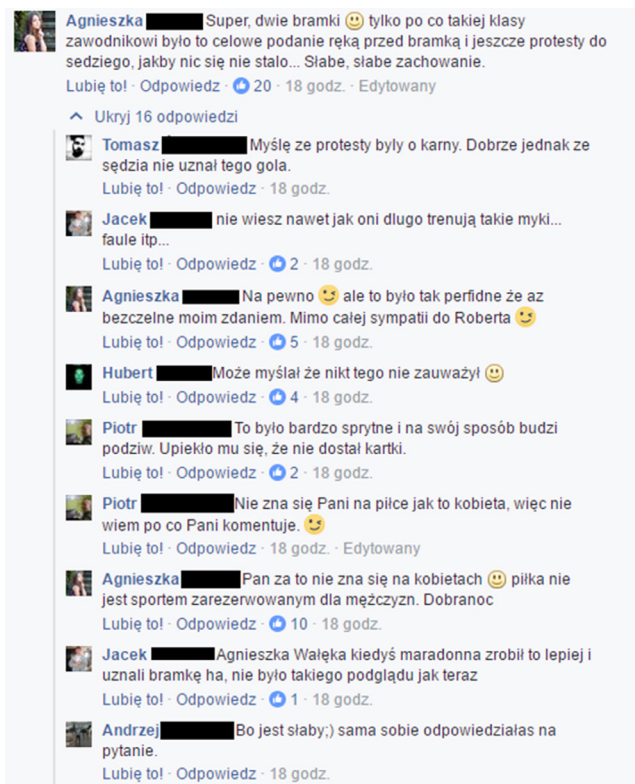 Agnieszka Super, dwie bramki tylko po co takiej klasy
zawodnikowi było to celowe podanie ręką przed bramką i jeszcze protesty do
sedziego, jakby nic się nie stalo... Słabe, słabe zachowanie.
Lubię to! · Odpowiedz · 20 · 18 godz. · Edytowany
Ukryj 16 odpowiedzi
Tomasz Myślę ze protesty byly o karny. Dobrze jednak ze
sędzia nie uznał tego gola.
Lubię to! · Odpowiedz · 18 godz.
Jacek nie wiesz nawet jak oni dlugo trenują takie myki...
faule itp...
Lubię to! · Odpowiedz · 2 · 18 godz.
Agnieszka Na pewno ale to było tak perfidne że az
bezczelne moim zdaniem. Mimo całej sympatii do Roberta
Lubię to! · Odpowiedz · 5 · 18 godz.
Hubert Może myślał że nikt tego nie zauważył
Lubię to! · Odpowiedz · 4 · 18 godz.
Piotr To było bardzo sprytne i na swój sposób budzi
podziw. Upiekło mu się, że nie dostał kartki.
Lubię to! · Odpowiedz · 2 · 18 godz.
Piotr Nie zna się Pani na piłce jak to kobieta, więc nie
wiem po co Pani komentuje.
Lubię to! · Odpowiedz · 18 godz. · Edytowany
Agnieszka Pan za to nie zna się na kobietach piłka nie
jest sportem zarezerwowanym dla mężczyzn. Dobranoc
Lubię to! · Odpowiedz · 10 · 18 godz.
Jacek Agnieszka Wałęka kiedyś maradonna zrobił to lepiej i
uznali bramkę ha, nie było takiego podglądu jak teraz
Lubię to! · Odpowiedz · 1 · 18 godz.
Andrzej Bo jest słaby;) sama sobie odpowiedziałas na
pytanie.
Lubię to! · Odpowiedz · 18 godz.